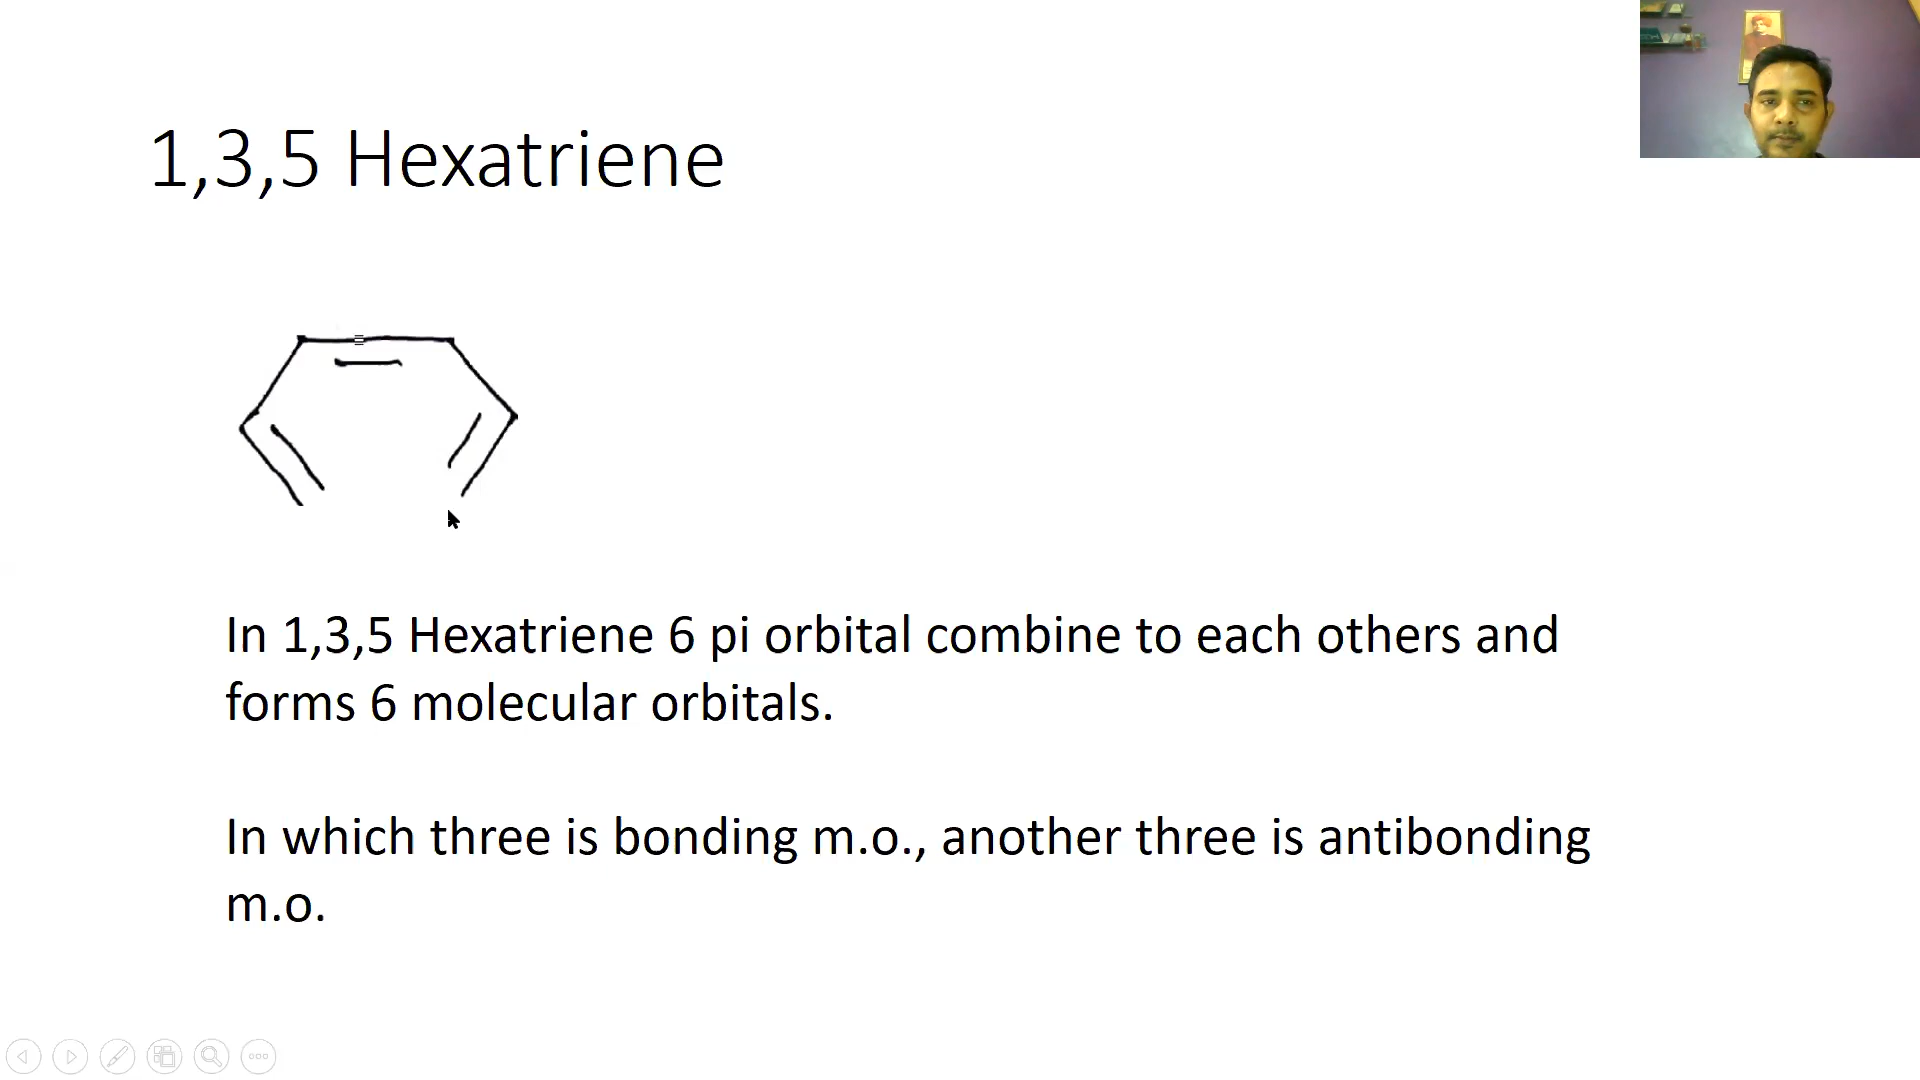 1,3,5 Hexatriene
In 1,3,5 Hexatriene 6 pi orbital combine to each others and
forms 6 molecular orbitals.
In which three is bonding m.o., another three is antibonding
m.o.